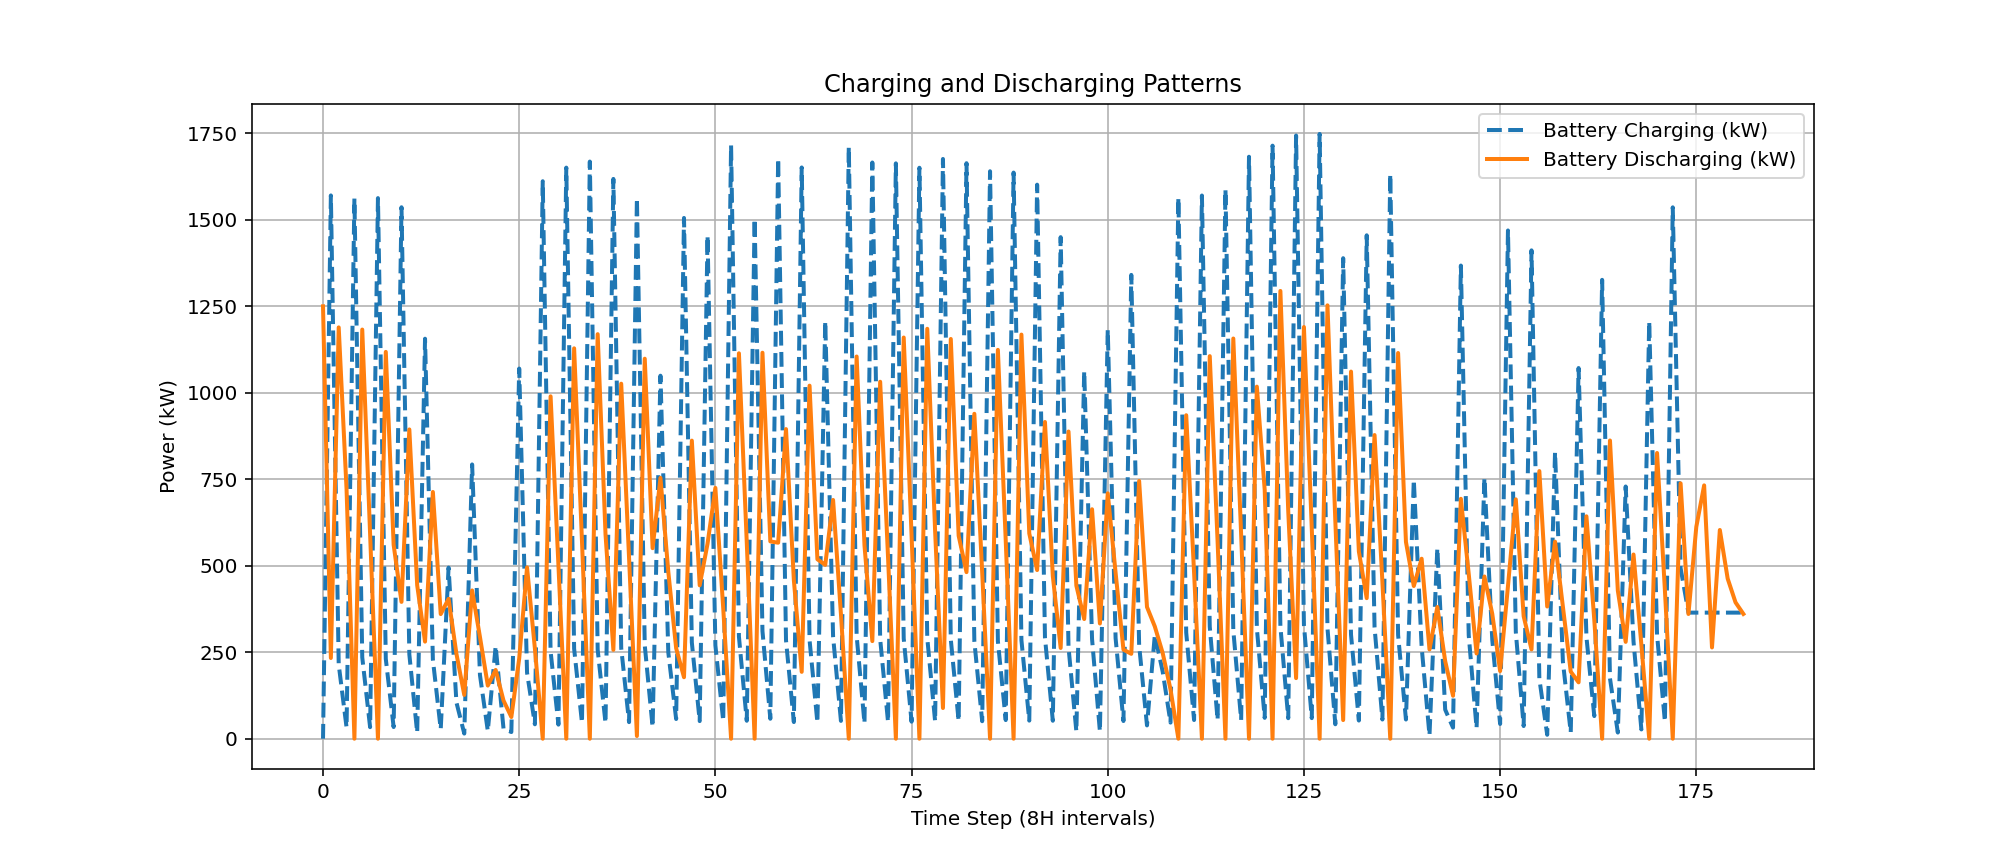 Charging and Discharging Patterns
Battery Charging (kW)
Battery Discharging (kW)
Power (kW)
1750
1500
1250
1000
750
500
250
0
0 25 50 75 100 125 150 175
Time Step (8H intervals)